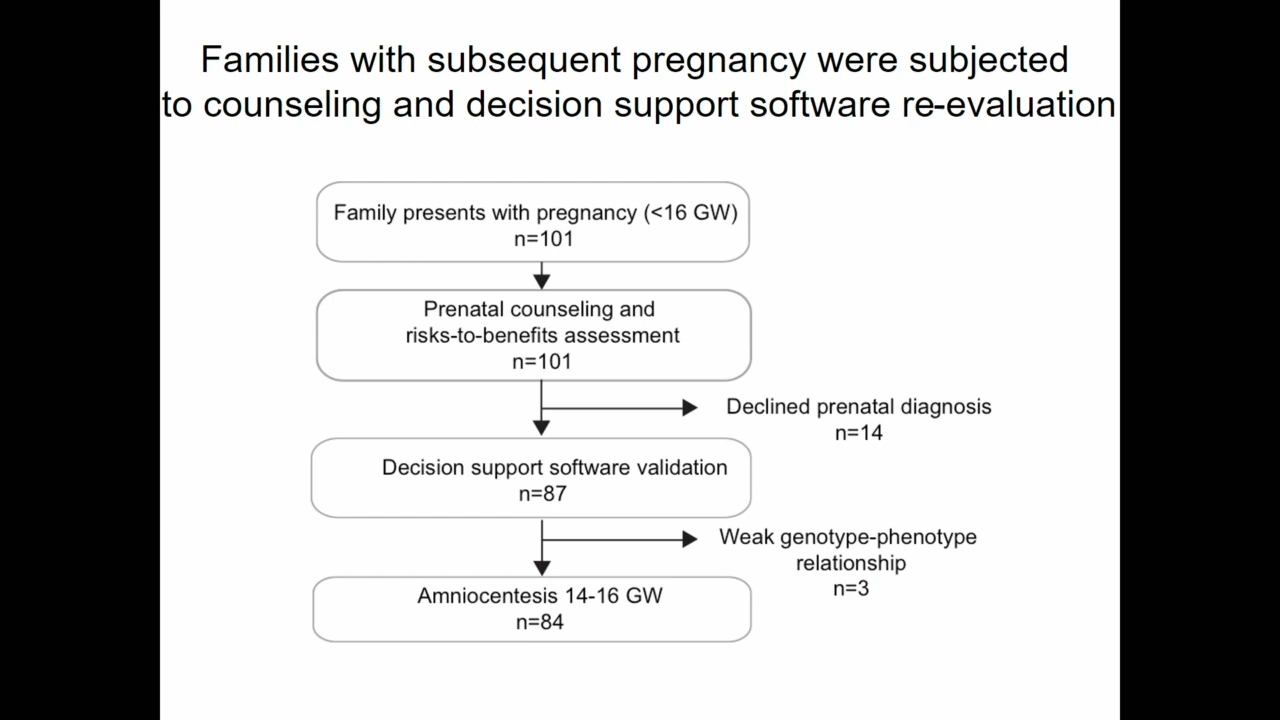 Families with subsequent pregnancy were subjected
to counseling and decision support software re-evaluation
Family presents with pregnancy (<16 GW)
n=101
Prenatal counseling and
risks-to-benefits assessment
n=101
Declined prenatal diagnosis
n=14
Decision support software validation
n=87
Weak genotype-phenotype
relationship
n=3
Amniocentesis 14-16 GW
n=84